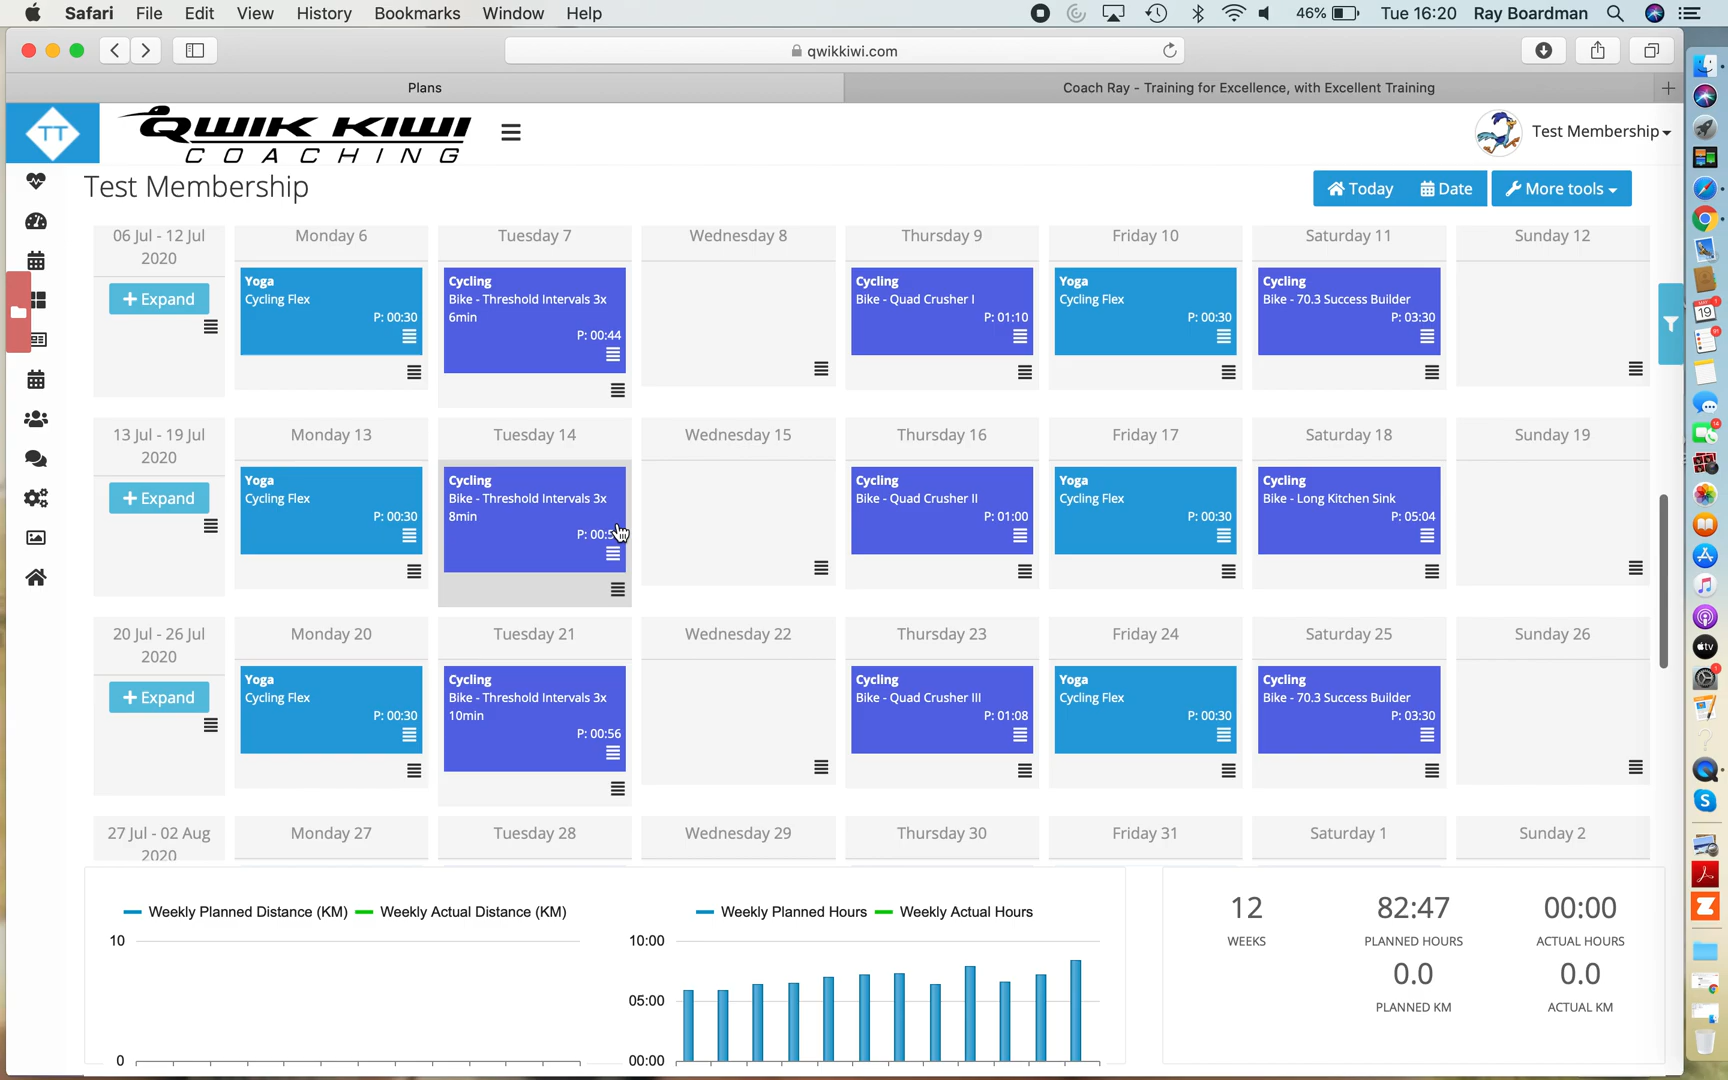 Safari File Edit View History Bookmarks Window Help 46% Tue 16:20 Ray Boardman
qwikkiwi.com
Plans
Coach Ray - Training for Excellence, with Excellent Training
TT
QWIK KIWI
COACHING
Test Membership
Test Membership
Today Date More tools
06 Jul - 12 Jul
2020
Monday 6 Tuesday 7 Wednesday 8 Thursday 9 Friday 10 Saturday 11 Sunday 12
+ Expand
Yoga
Cycling Flex
P: 00:30
Cycling
Bike - Threshold Intervals 3x
6min
P: 00:44
Cycling
Bike - Quad Crusher I
P: 01:10
Yoga
Cycling Flex
P: 00:30
Cycling
Bike - 70.3 Success Builder
P: 03:30
13 Jul - 19 Jul
2020
Monday 13 Tuesday 14 Wednesday 15 Thursday 16 Friday 17 Saturday 18 Sunday 19
+ Expand
Yoga
Cycling Flex
P: 00:30
Cycling
Bike - Threshold Intervals 3x
8min
Cycling
Bike - Quad Crusher II
P: 01:00
Yoga
Cycling Flex
P: 00:30
Cycling
Bike - Long Kitchen Sink
P: 05:04
20 Jul - 26 Jul
2020
Monday 20 Tuesday 21 Wednesday 22 Thursday 23 Friday 24 Saturday 25 Sunday 26
+ Expand
Yoga
Cycling Flex
P: 00:30
Cycling
Bike - Threshold Intervals 3x
10min
P: 00:56
Cycling
Bike - Quad Crusher III
P: 01:08
Yoga
Cycling Flex
P: 00:30
Cycling
Bike - 70.3 Success Builder
P: 03:30
27 Jul - 02 Aug
2020
Monday 27 Tuesday 28 Wednesday 29 Thursday 30 Friday 31 Saturday 1 Sunday 2
Weekly Planned Distance (KM) Weekly Actual Distance (KM)
10
0
Weekly Planned Hours Weekly Actual Hours
10:00
05:00
00:00
12
WEEKS
82:47
PLANNED HOURS
00:00
ACTUAL HOURS
0.0
PLANNED KM
0.0
ACTUAL KM